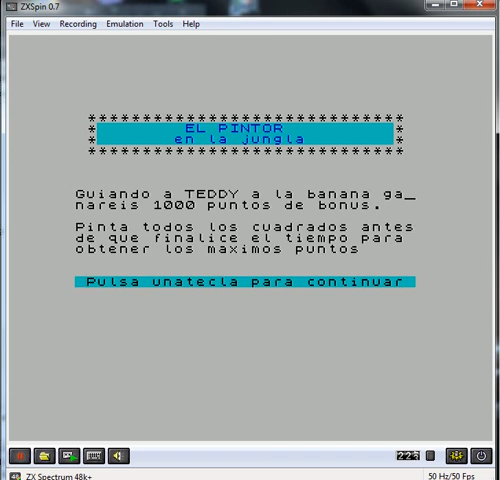 ZXSpin 0.7
File View Recording Emulation Tools Help
****************************
* EL PINTOR *
* en la jungla *
****************************
Guiando a TEDDY a la banana ga_
nareis 1000 puntos de bonus.
Pinta todos los cuadrados antes
de que finalice el tiempo para
obtener los maximos puntos
Pulsa unatecla para continuar
223
48 ZX Spectrum 48k+ 50 Hz/50 Fps